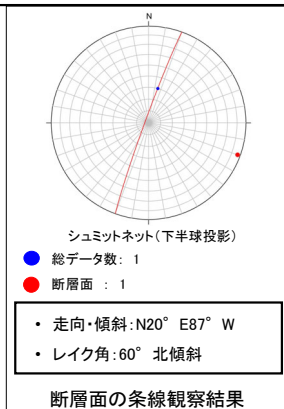 N
シュミットネット(下半球投影)
総データ数: 1
断層面 : 1
• 走向・傾斜:N20° E87° W
• レイク角:60° 北傾斜
断層面の条線観察結果